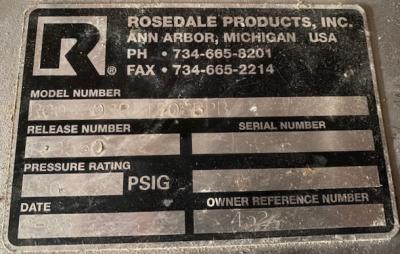 R ®
ROSEDALE PRODUCTS, INC.
ANN ARBOR, MICHIGAN USA
PH • 734-665-8201
FAX • 734-665-2214
MODEL NUMBER
RELEASE NUMBER SERIAL NUMBER
PRESSURE RATING
PSIG
DATE OWNER REFERENCE NUMBER